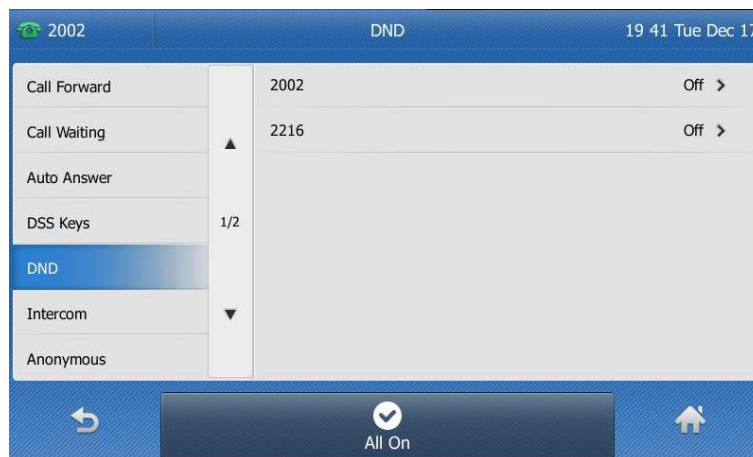 2002 DND 19 41 Tue Dec 17
Call Forward
Call Waiting
Auto Answer
DSS Keys
DND
Intercom
Anonymous
1/2
2002 Off
2216 Off
All On